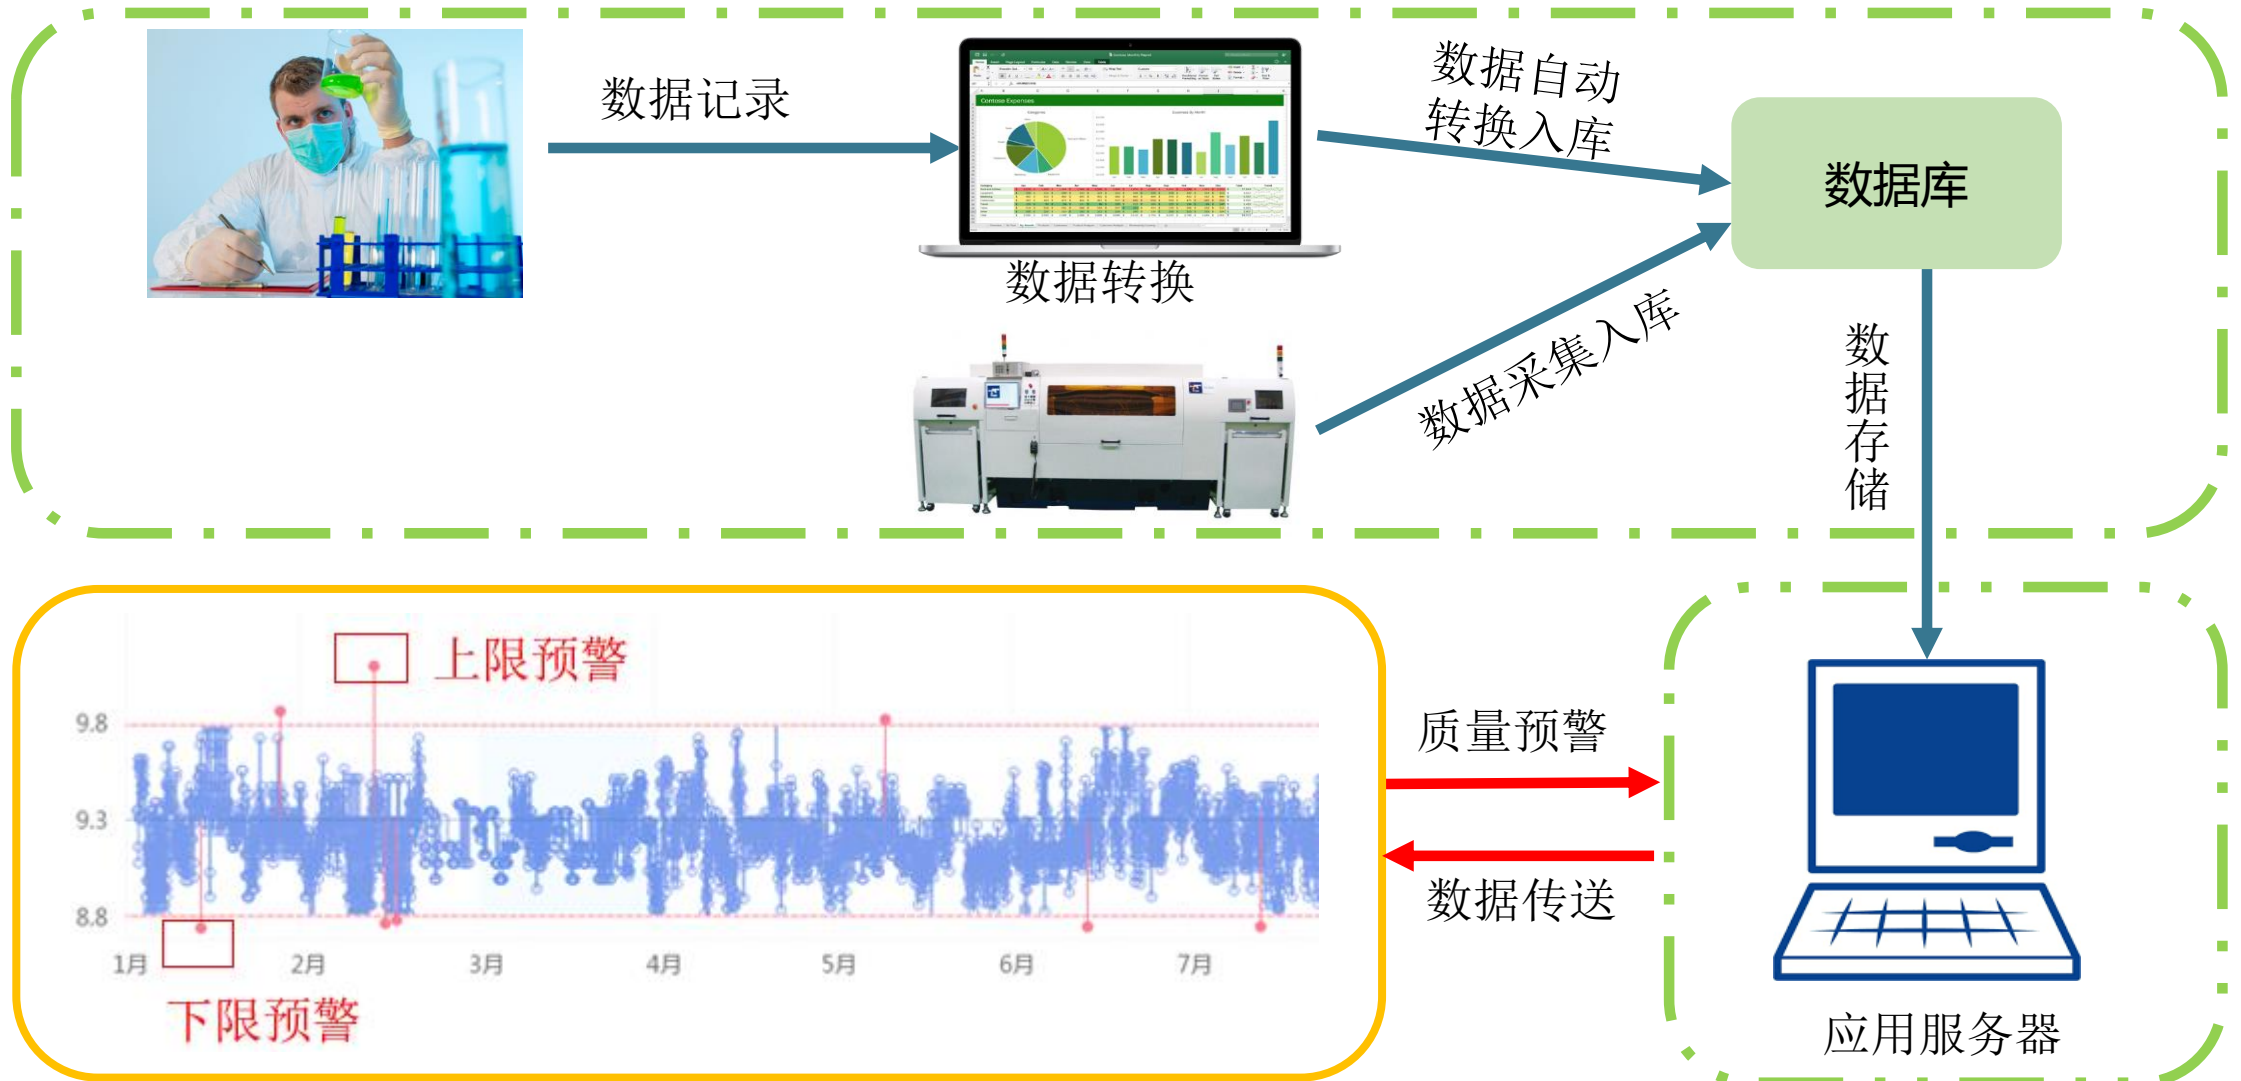 数据记录
Contoso Expenses
数据转换
数据自动
转换入库
数据采集入库
数据库
数据存储
上限预警
9.8
9.3
8.8
1月 2月 3月 4月 5月 6月 7月
下限预警
质量预警
数据传送
应用服务器